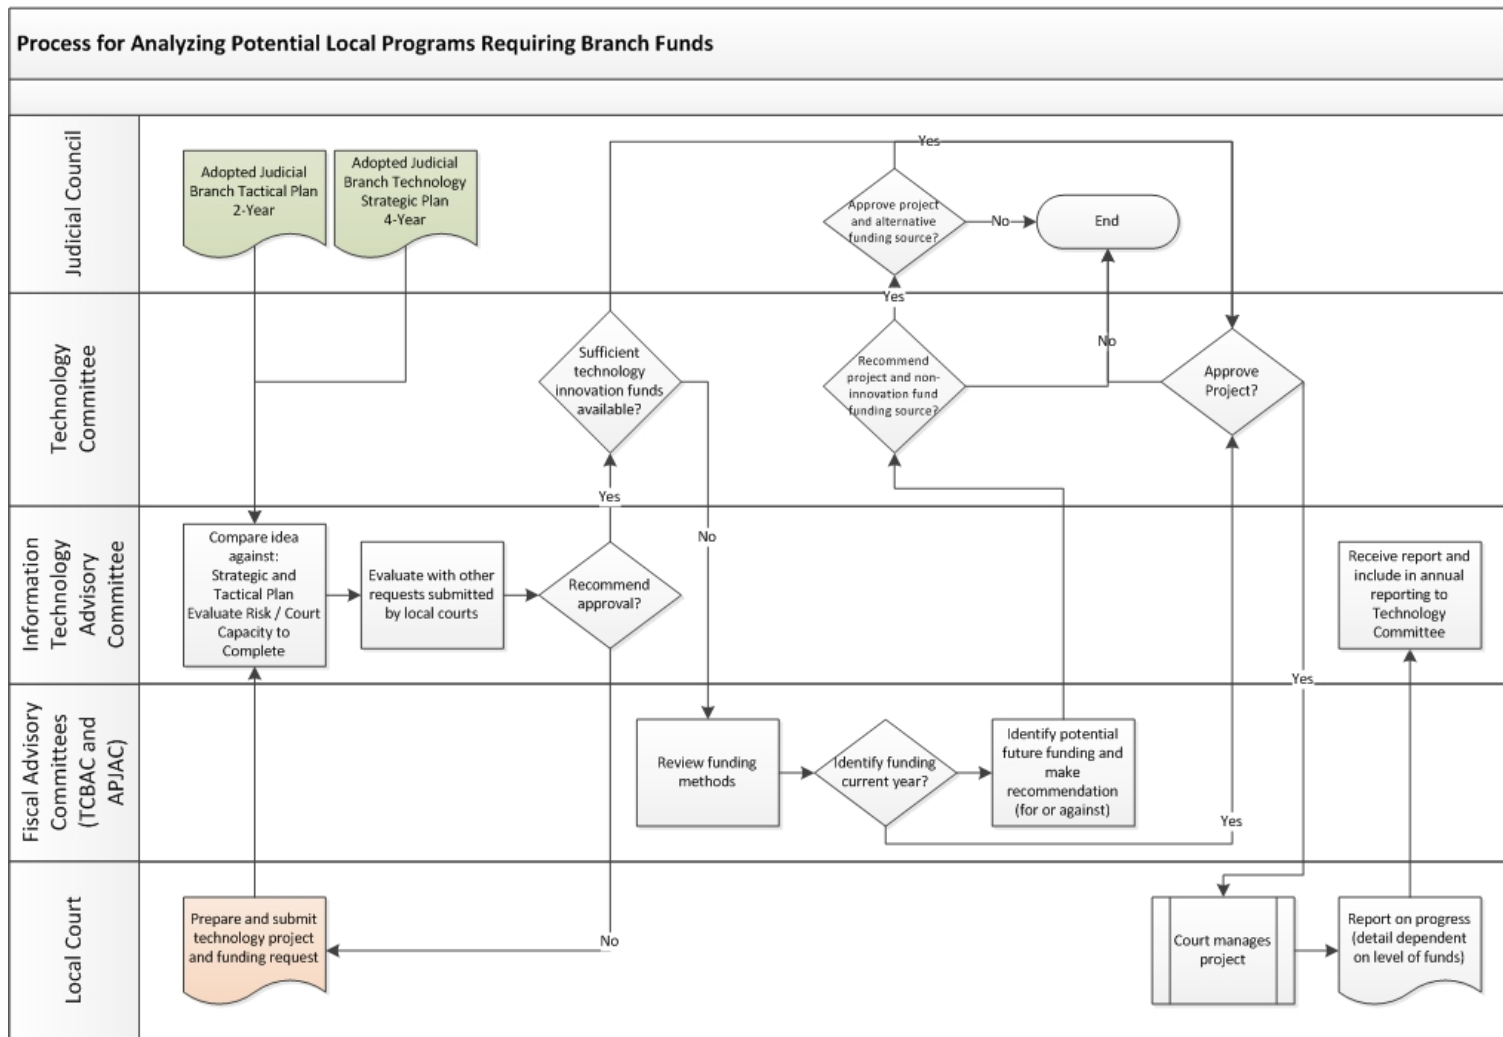 Process for Analyzing Potential Local Programs Requiring Branch Funds
Judicial Council
Adopted Judicial
Branch Tactical Plan
2-Year
Adopted Judicial
Branch Technology
Strategic Plan
4-Year
Yes
Approve project
and alternative
funding source?
No
End
Technology
Committee
Sufficient
technology
innovation funds
available?
Yes
Recommend
project and non-
innovation fund
funding source?
No
Approve
Project?
Yes
No
Information
Technology
Advisory
Committee
Compare idea
against:
Strategic and
Tactical Plan
Evaluate Risk / Court
Capacity to
Complete
Evaluate with other
requests submitted
by local courts
Recommend
approval?
Receive report and
include in annual
reporting to
Technology
Committee
Yes
Fiscal Advisory
Committees
(TCBAC and
APJAC)
Review funding
methods
Identify funding
current year?
Identify potential
future funding and
make
recommendation
(for or against)
Yes
Local Court
Prepare and submit
technology project
and funding request
No
Court manages
project
Report on progress
(detail dependent
on level of funds)